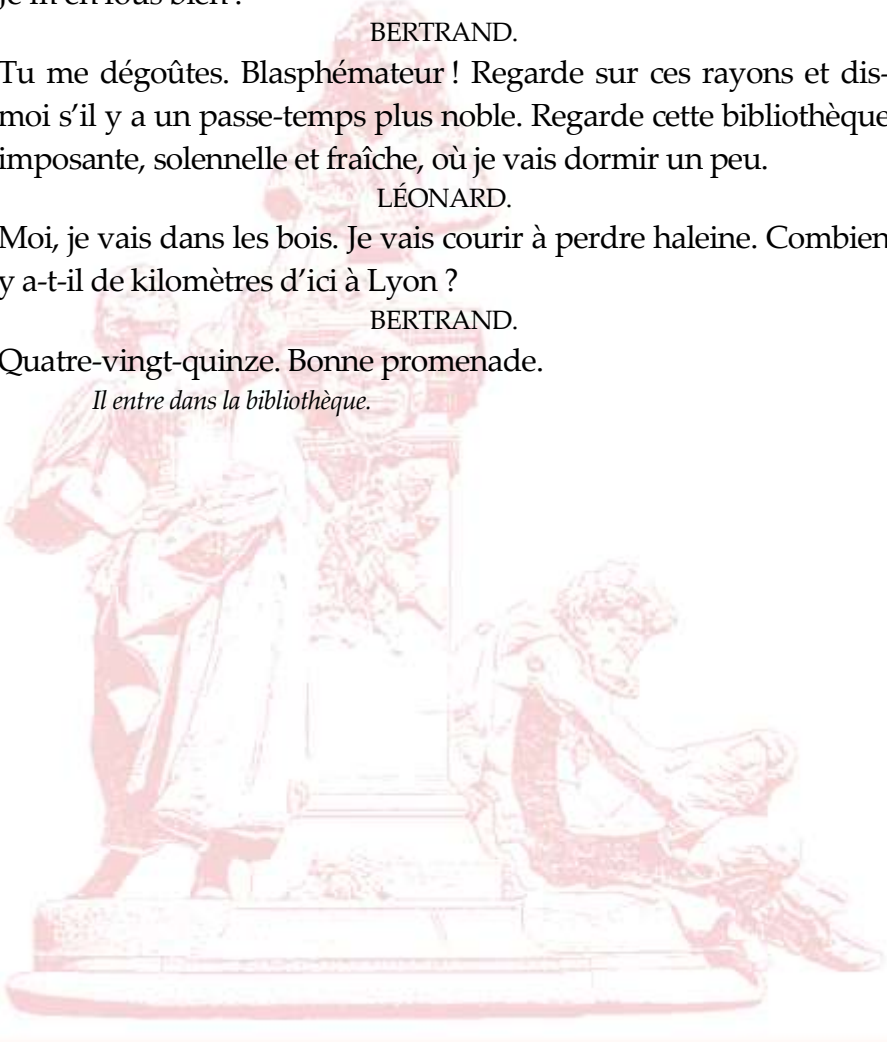 BERTRAND.
Tu me dégoûtes. Blasphémateur ! Regarde sur ces rayons et dis-
moi s’il y a un passe-temps plus noble. Regarde cette bibliothèque
imposante, solennelle et fraîche, où je vais dormir un peu.
LÉONARD.
Moi, je vais dans les bois. Je vais courir à perdre haleine. Combien
y a-t-il de kilomètres d’ici à Lyon ?
BERTRAND.
Quatre-vingt-quinze. Bonne promenade.
Il entre dans la bibliothèque.